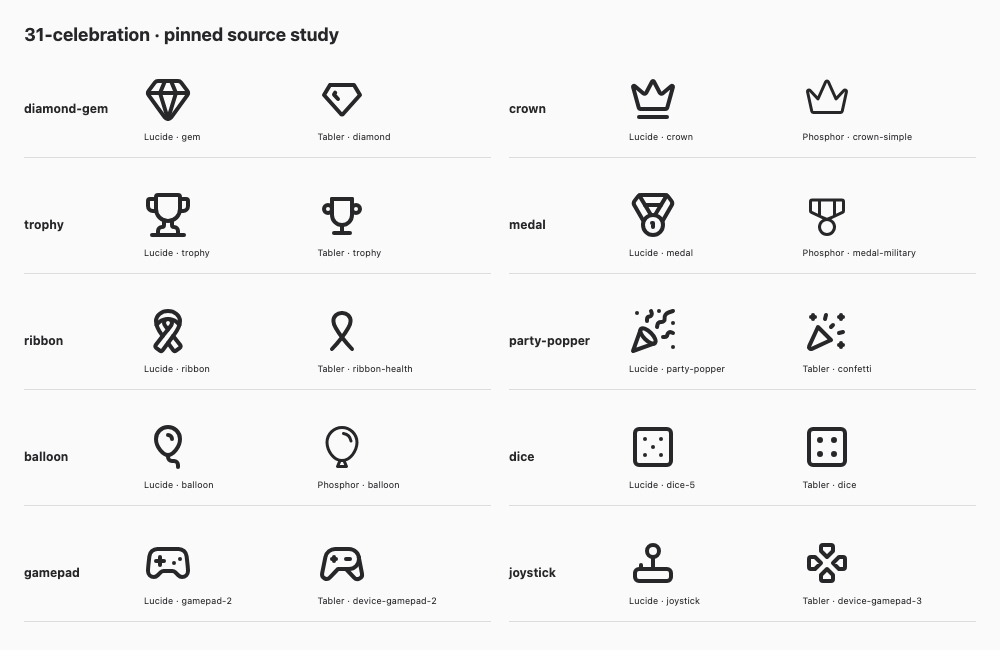 31-celebration · pinned source study
diamond-gem
Lucide · gem
Tabler · diamond
crown
Lucide · crown
Phosphor · crown-simple
trophy
Lucide · trophy
Tabler · trophy
medal
Lucide · medal
Phosphor · medal-military
ribbon
Lucide · ribbon
Tabler · ribbon-health
party-popper
Lucide · party-popper
Tabler · confetti
balloon
Lucide · balloon
Phosphor · balloon
dice
Lucide · dice-5
Tabler · dice
gamepad
Lucide · gamepad-2
Tabler · device-gamepad-2
joystick
Lucide · joystick
Tabler · device-gamepad-3